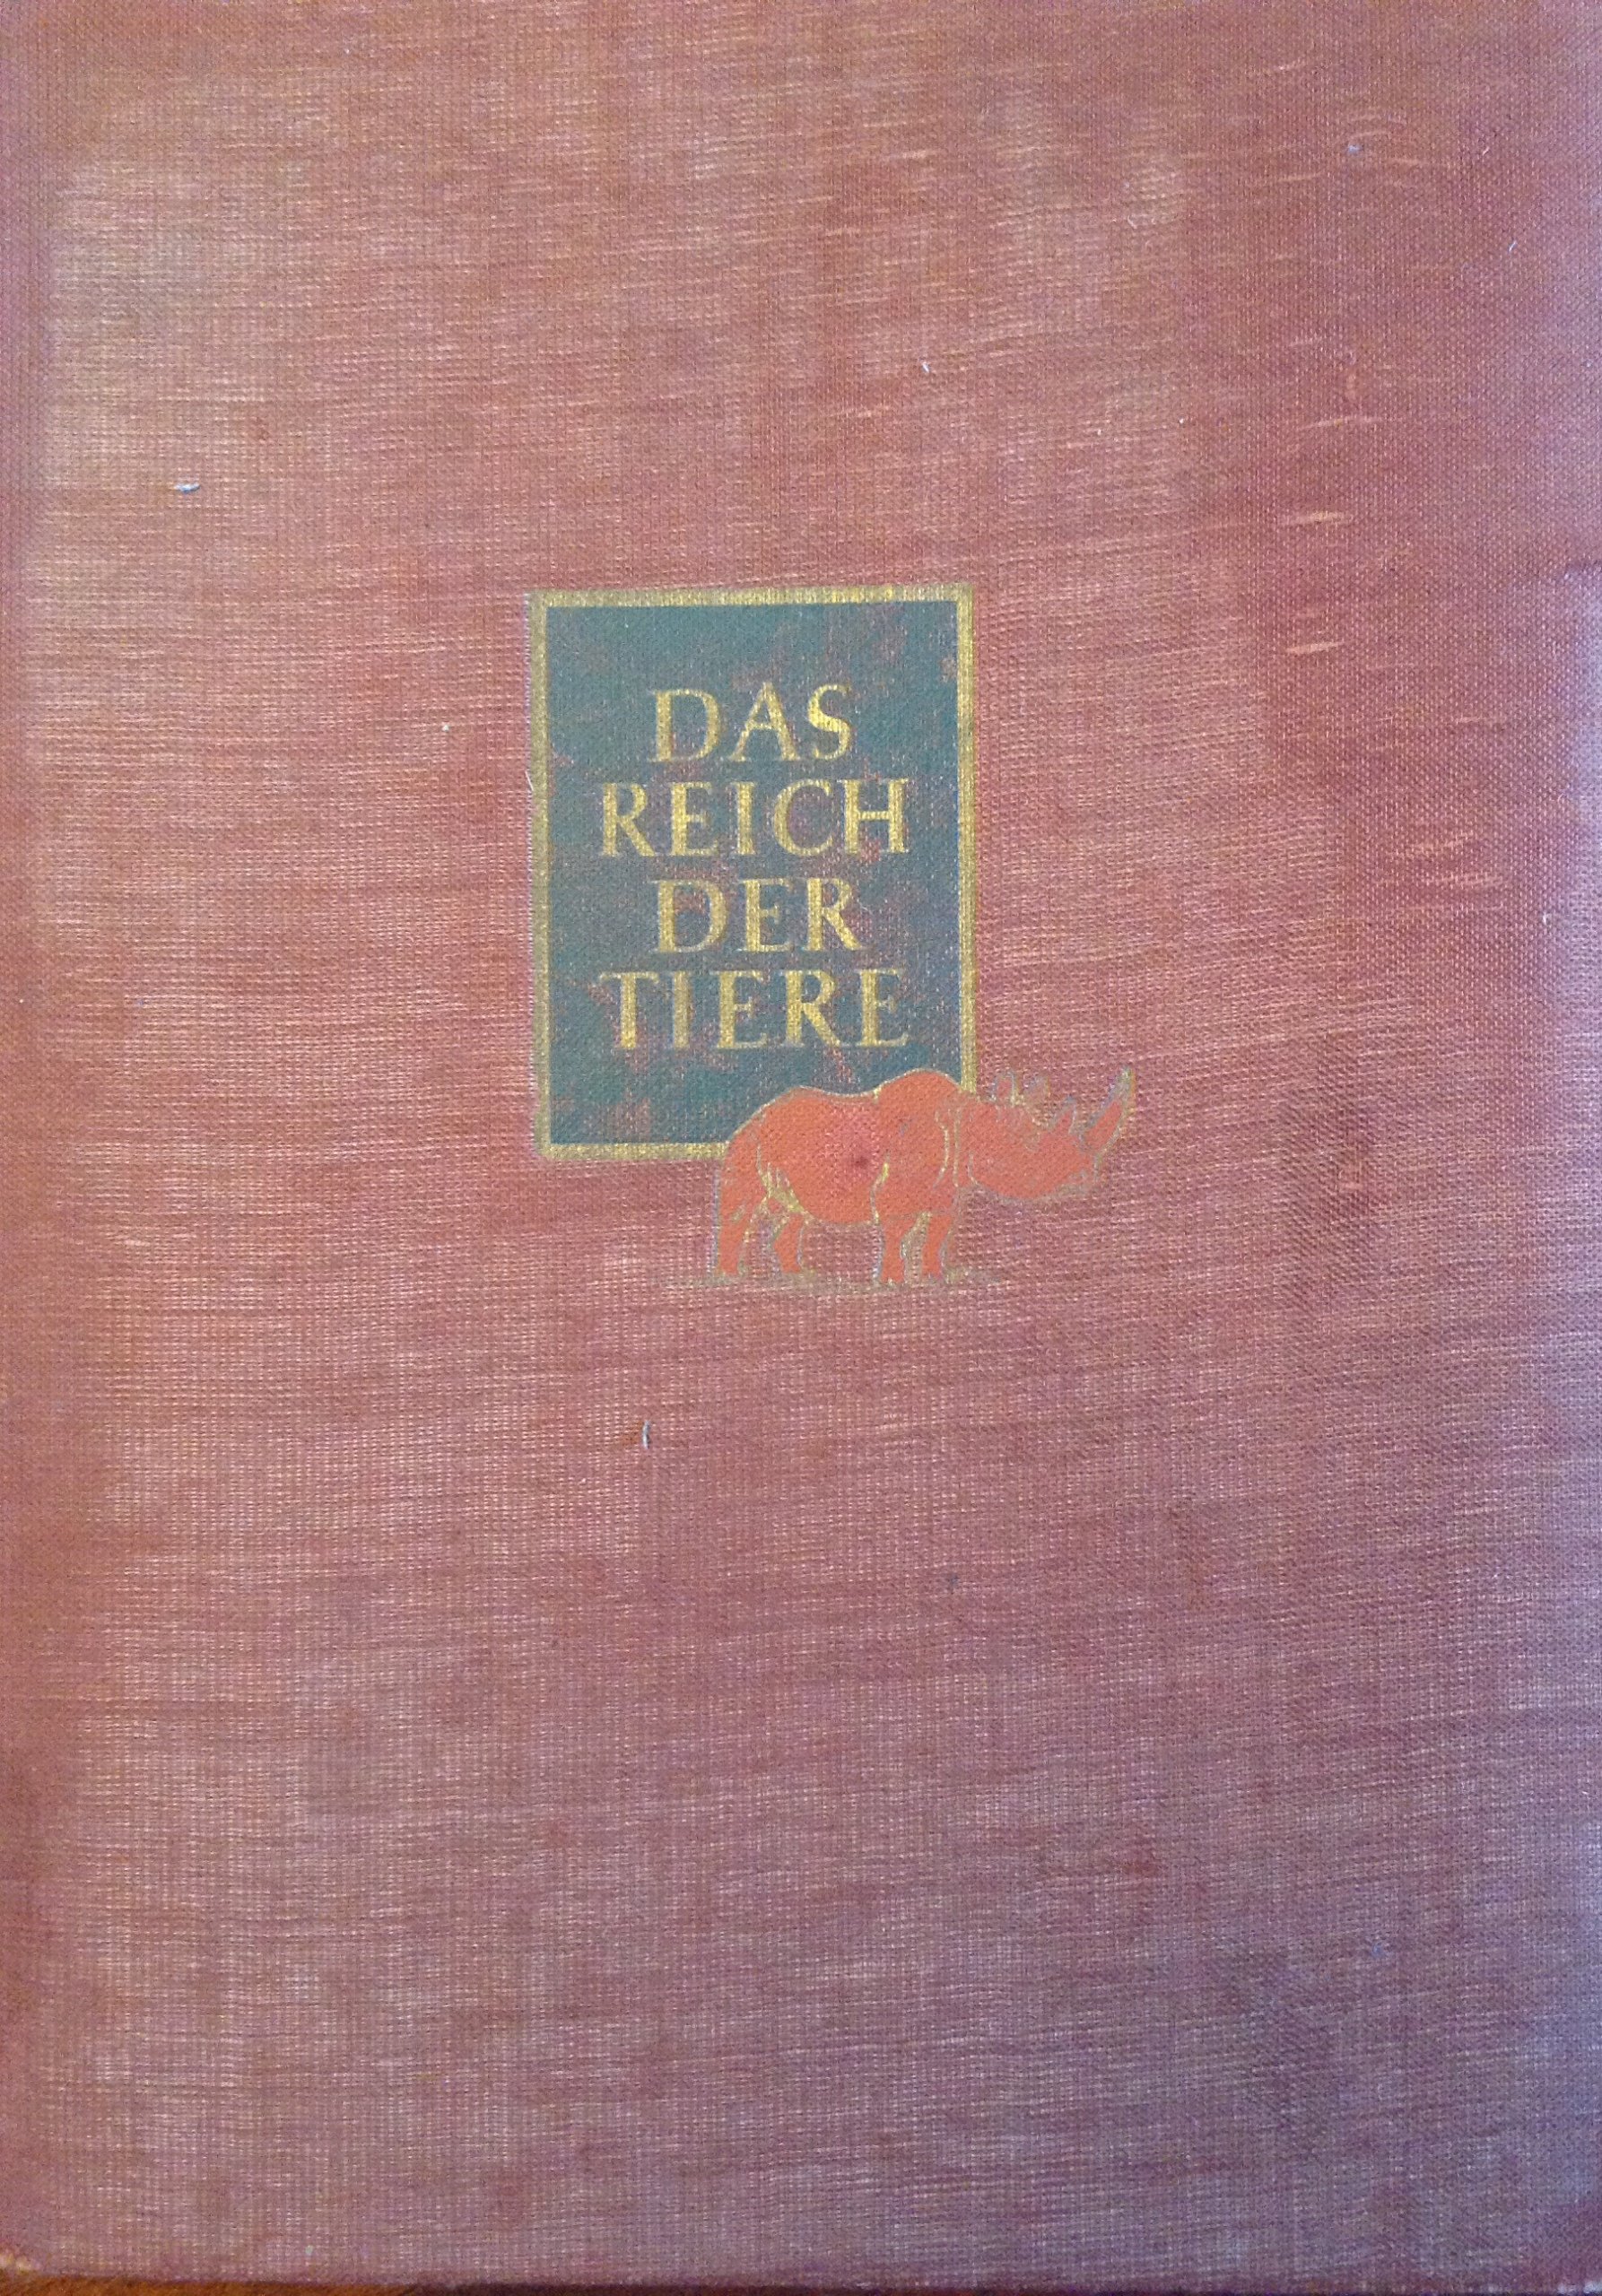 DAS
REICH
DER
TIERE